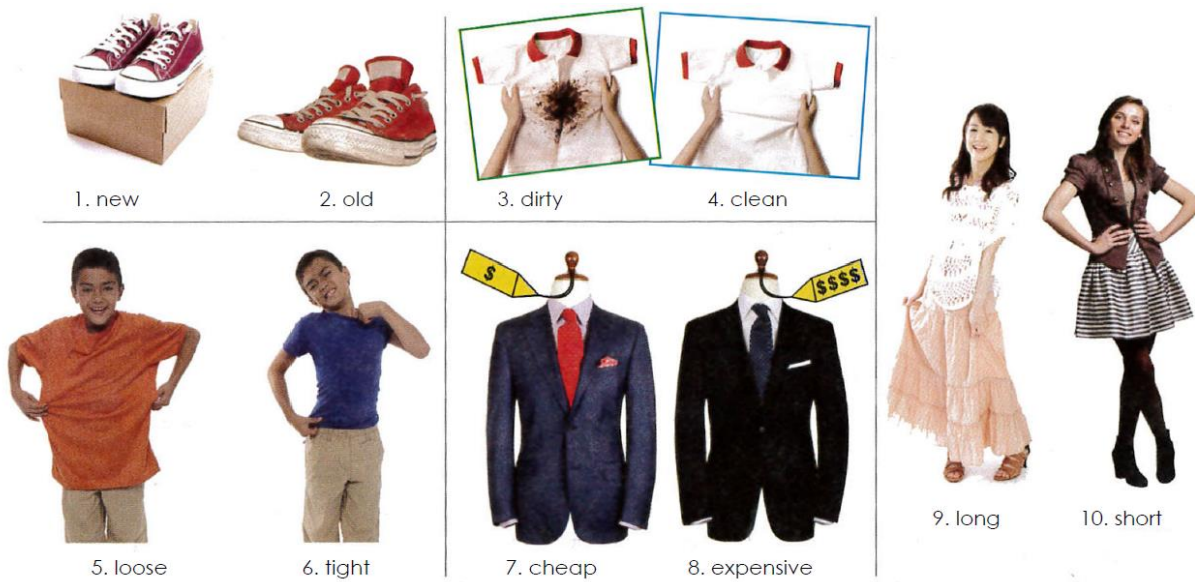 1. new
2. old
3. dirty
4. clean
5. loose
6. tight
$
$$$$
7. cheap
8. expensive
9. long
10. short